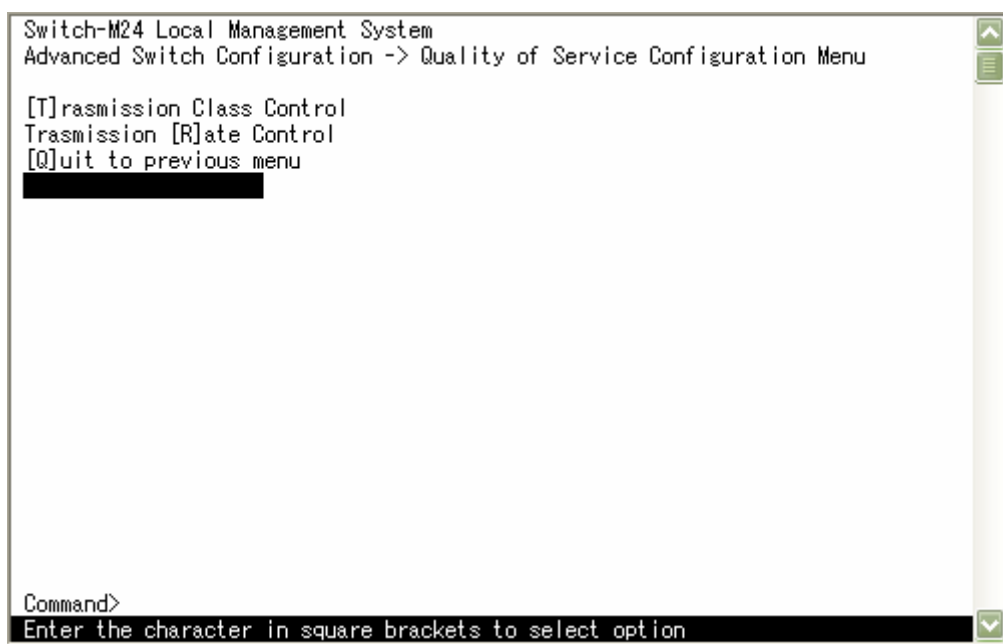 Switch-M24 Local Management System
Advanced Switch Configuration -> Quality of Service Configuration Menu
[T]rasmission Class Control
Trasmission [R]ate Control
[Q]uit to previous menu
Command>
Enter the character in square brackets to select option